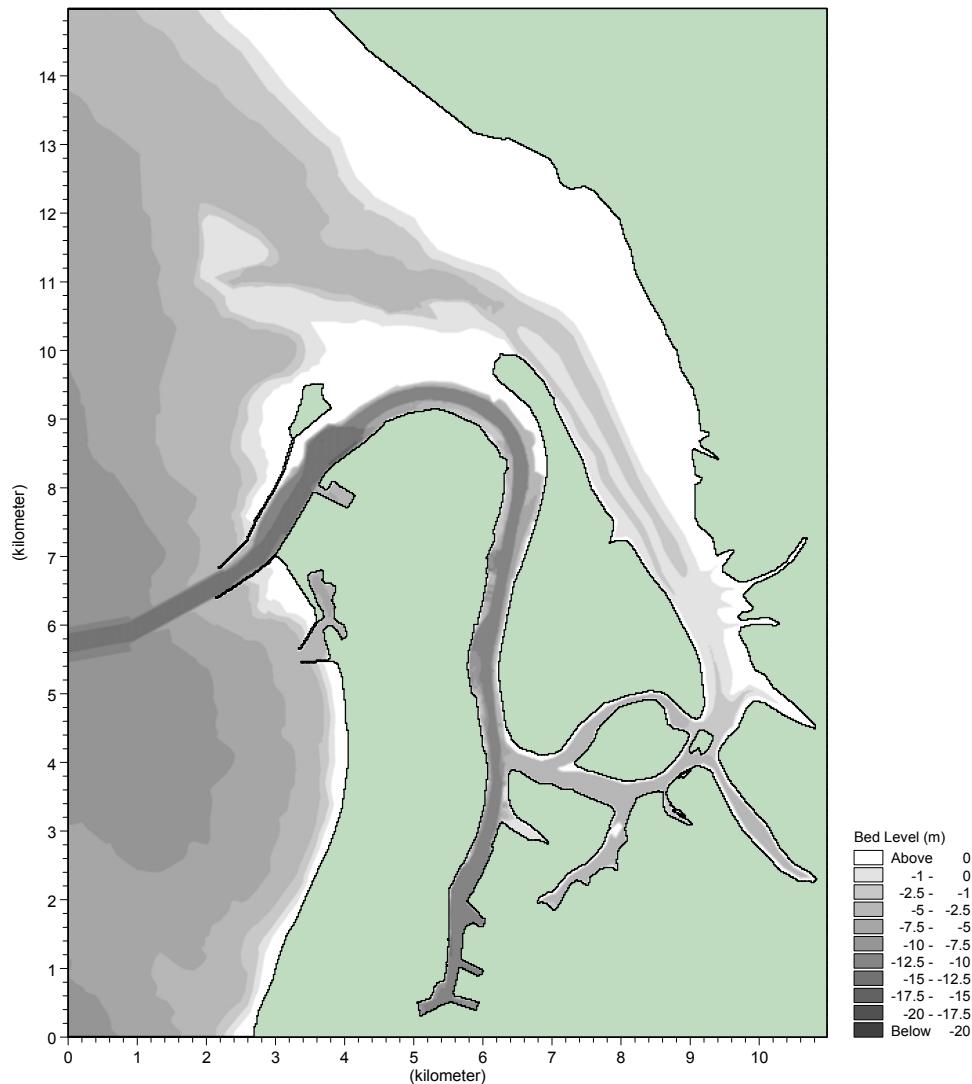 14
13
12
11
10
9
8
7
6
5
4
3
2
1
0
(kilometer)
0 1 2 3 4 5 6 7 8 9 10
(kilometer)
Bed Level (m)
Above 0
-1 - 0
-2.5 - -1
-5 - -2.5
-7.5 - -5
-10 - -7.5
-12.5 - -10
-15 - -12.5
-17.5 - -15
-20 - -17.5
Below -20